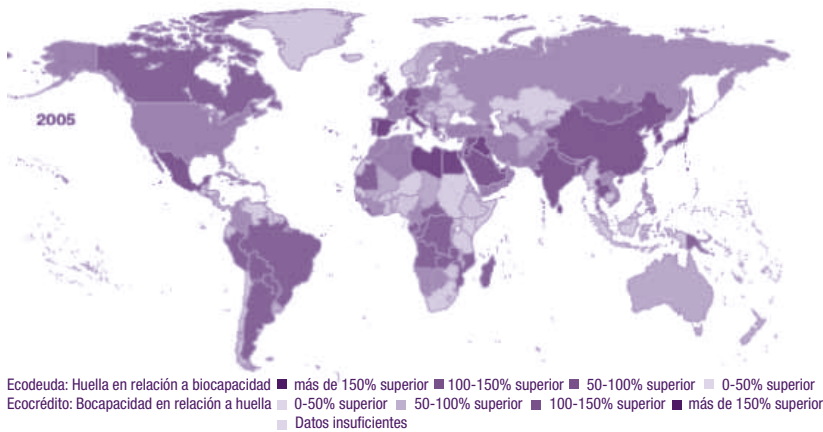 2005
Ecodeuda: Huella en relación a biocapacidad más de 150% superior 100-150% superior 50-100% superior 0-50% superior
Ecocrédito: Bocapacidad en relación a huella 0-50% superior 50-100% superior 100-150% superior más de 150% superior
Datos insuficientes